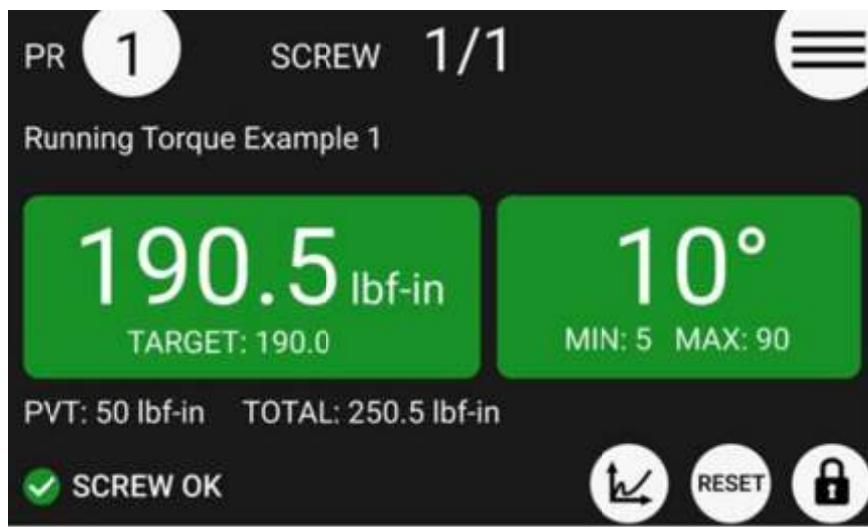 PR 1 SCREW 1/1
Running Torque Example 1
190.5 lbf-in 10°
TARGET: 190.0 MIN: 5 MAX: 90
PVT: 50 lbf-in TOTAL: 250.5 lbf-in
SCREW OK RESET